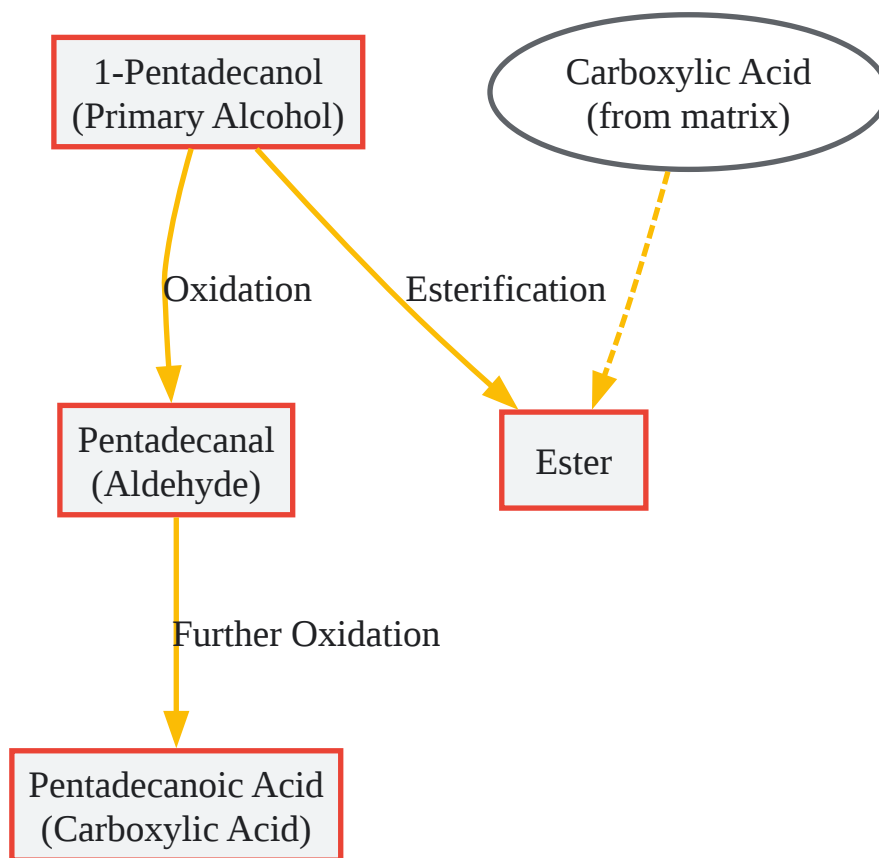 1-Pentadecanol
(Primary Alcohol)
Carboxylic Acid
(from matrix)
Oxidation
Esterification
Pentadecanal
(Aldehyde)
Ester
Further Oxidation
Pentadecanoic Acid
(Carboxylic Acid)